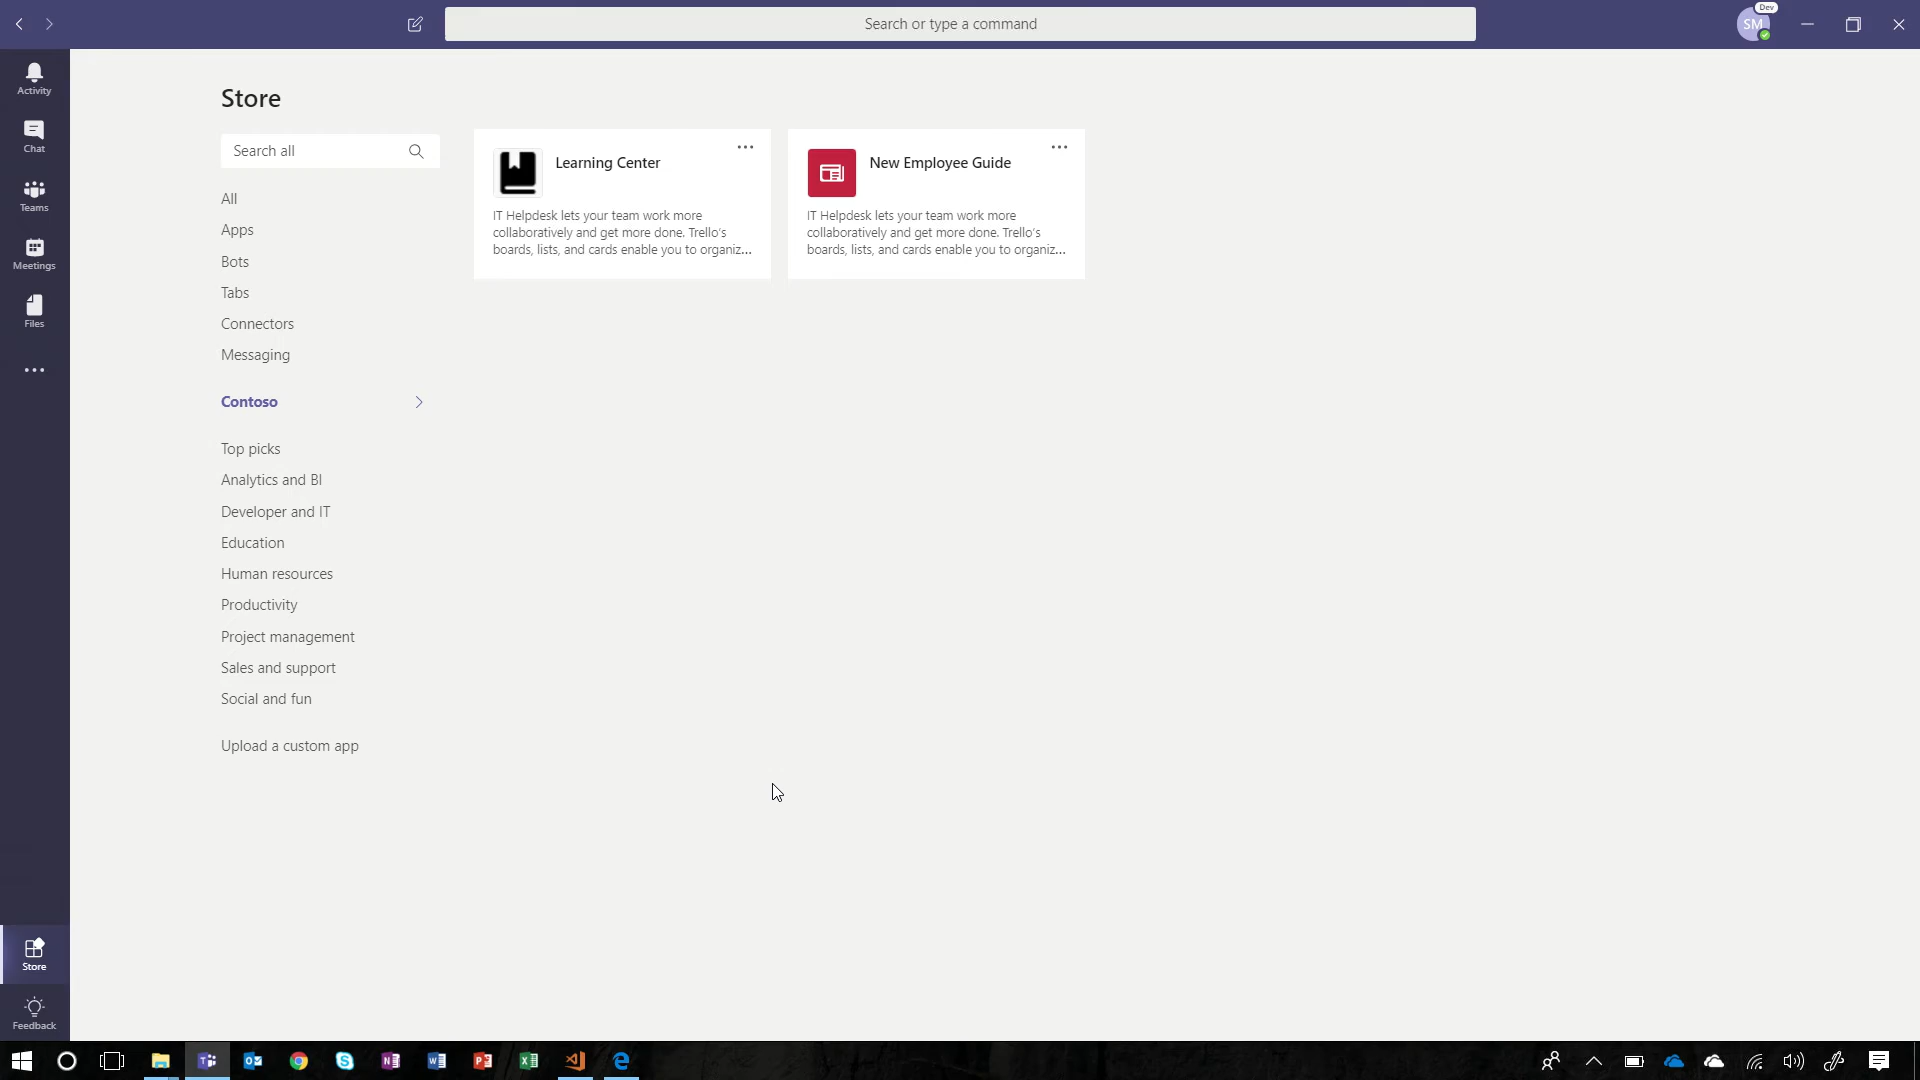 Search or type a command
SM
Dev
Activity
Chat
Teams
Meetings
Files
Store
Feedback
Store
Search all
All
Apps
Bots
Tabs
Connectors
Messaging
Contoso
Top picks
Analytics and BI
Developer and IT
Education
Human resources
Productivity
Project management
Sales and support
Social and fun
Upload a custom app
Learning Center
IT Helpdesk lets your team work more
collaboratively and get more done. Trello's
boards, lists, and cards enable you to organiz...
New Employee Guide
IT Helpdesk lets your team work more
collaboratively and get more done. Trello's
boards, lists, and cards enable you to organiz...